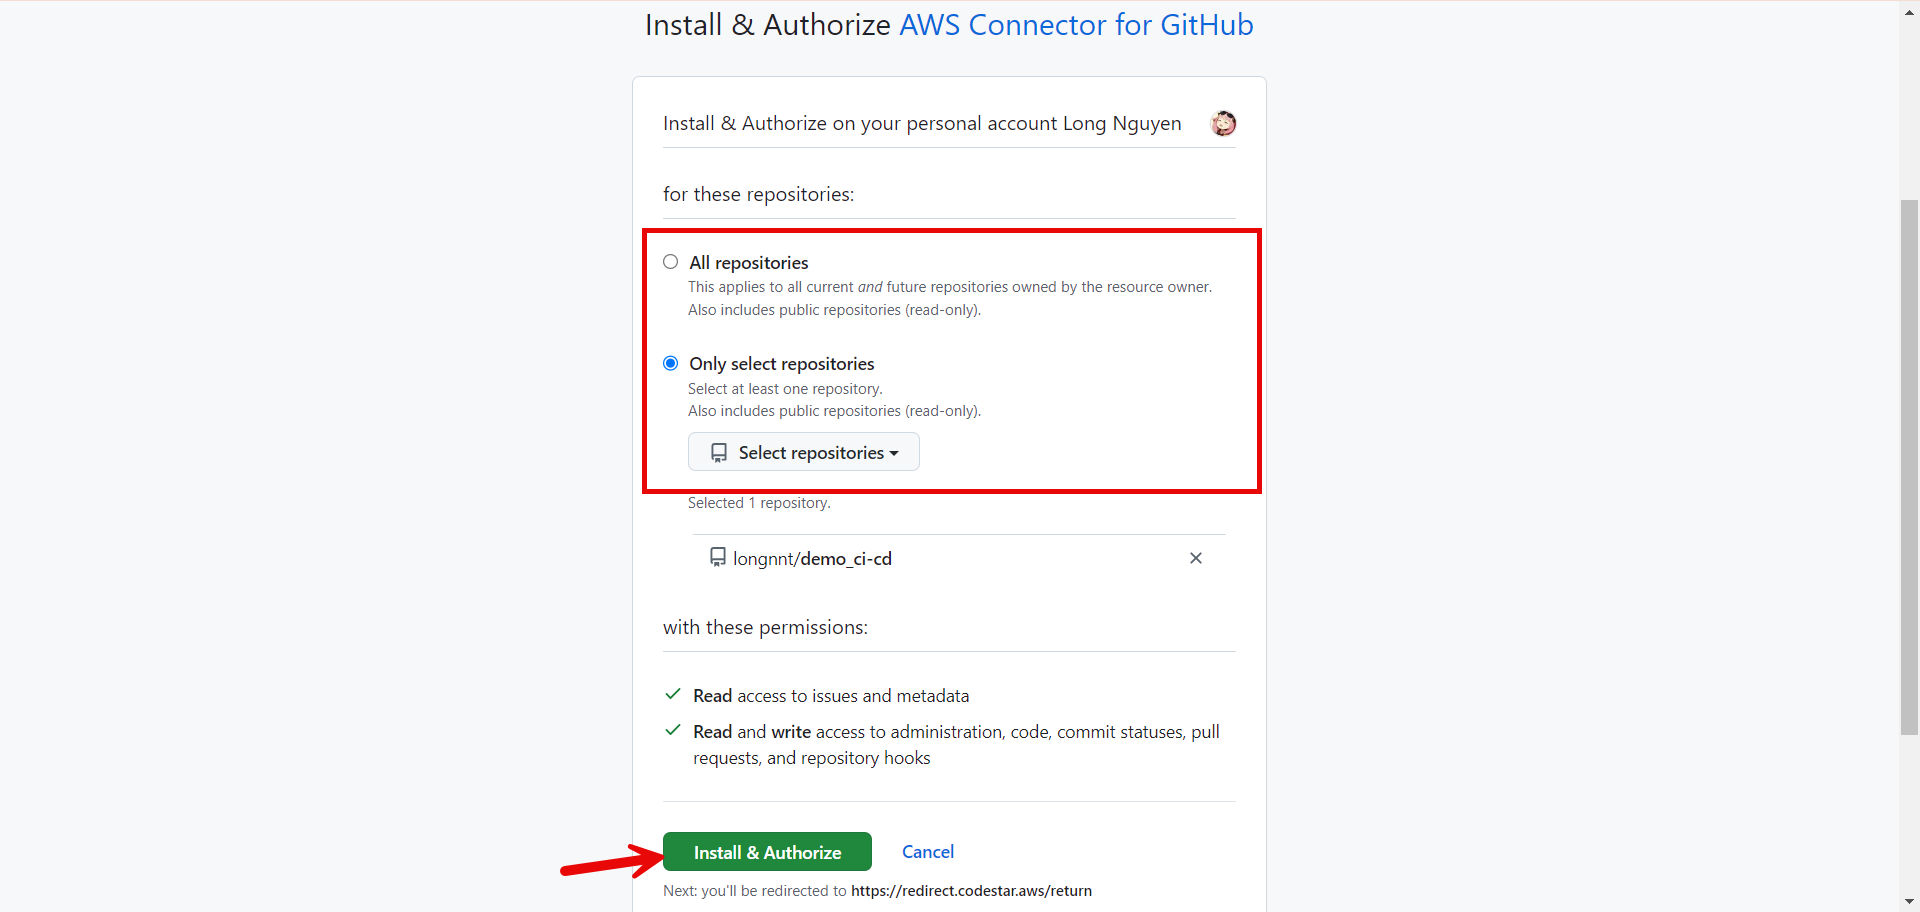 Install & Authorize AWS Connector for GitHub
Install & Authorize on your personal account Long Nguyen
for these repositories:
All repositories
This applies to all current and future repositories owned by the resource owner.
Also includes public repositories (read-only).
Only select repositories
Select at least one repository.
Also includes public repositories (read-only).
Select repositories
Selected 1 repository.
longnnt/demo_ci-cd
with these permissions:
Read access to issues and metadata
Read and write access to administration, code, commit statuses, pull
requests, and repository hooks
Install & Authorize Cancel
Next: you'll be redirected to https://redirect.codestar.aws/return